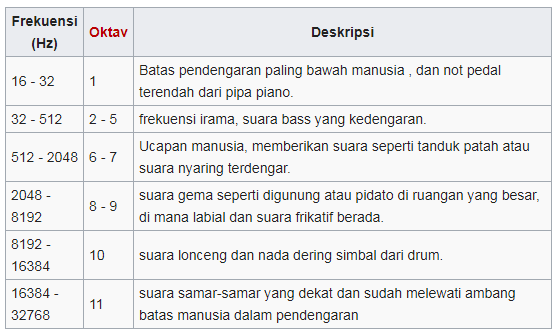 Frekuensi (Hz) Oktav Deskripsi
16 - 32 1 Batas pendengaran paling bawah manusia , dan not pedal
terendah dari pipa piano.
32 - 512 2 - 5 frekuensi irama, suara bass yang kedengaran.
512 - 2048 6 - 7 Ucapan manusia, memberikan suara seperti tanduk patah atau
suara nyaring terdengar.
2048 - 8192 8 - 9 suara gema seperti digunung atau pidato di ruangan yang besar,
di mana labial dan suara frikatif berada.
8192 - 16384 10 suara lonceng dan nada dering simbal dari drum.
16384 - 32768 11 suara samar-samar yang dekat dan sudah melewati ambang
batas manusia dalam pendengaran